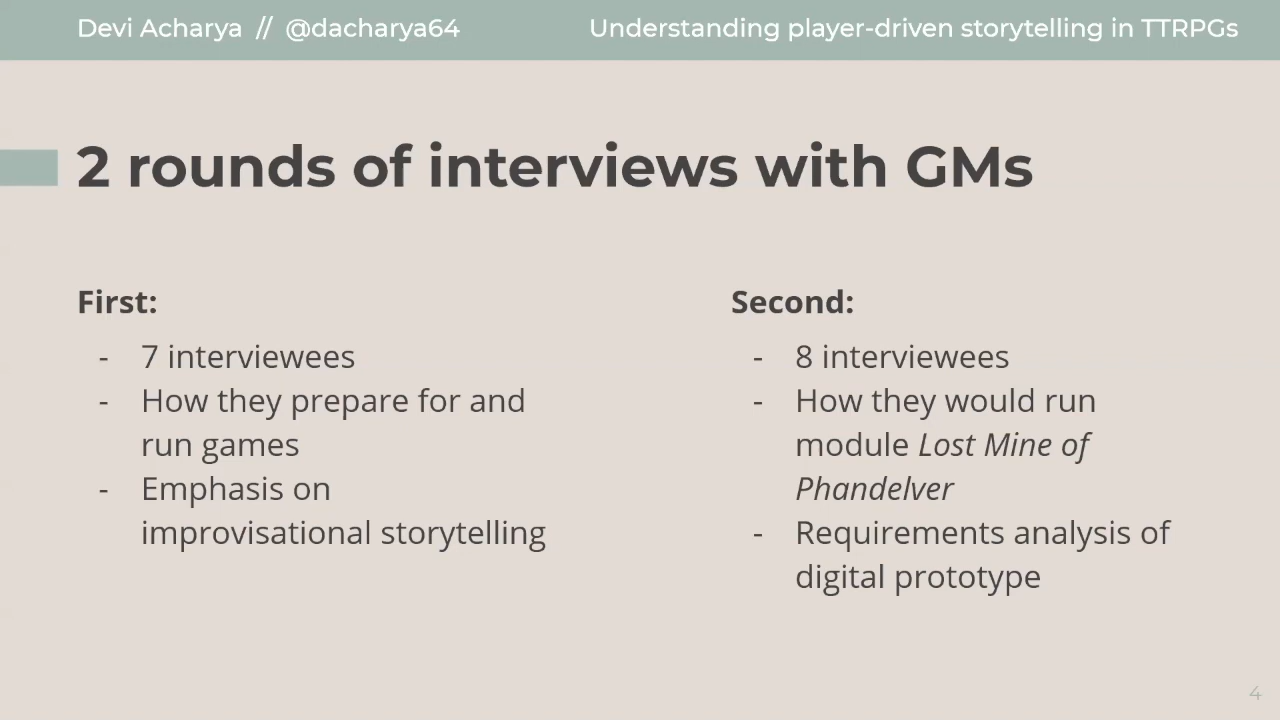 Devi Acharya // @dacharya64
Understanding player-driven storytelling in TTRPGs
2 rounds of interviews with GMs
First:
- 7 interviewees
- How they prepare for and
run games
- Emphasis on
improvisational storytelling
Second:
- 8 interviewees
- How they would run
module Lost Mine of
Phandelver
- Requirements analysis of
digital prototype
4